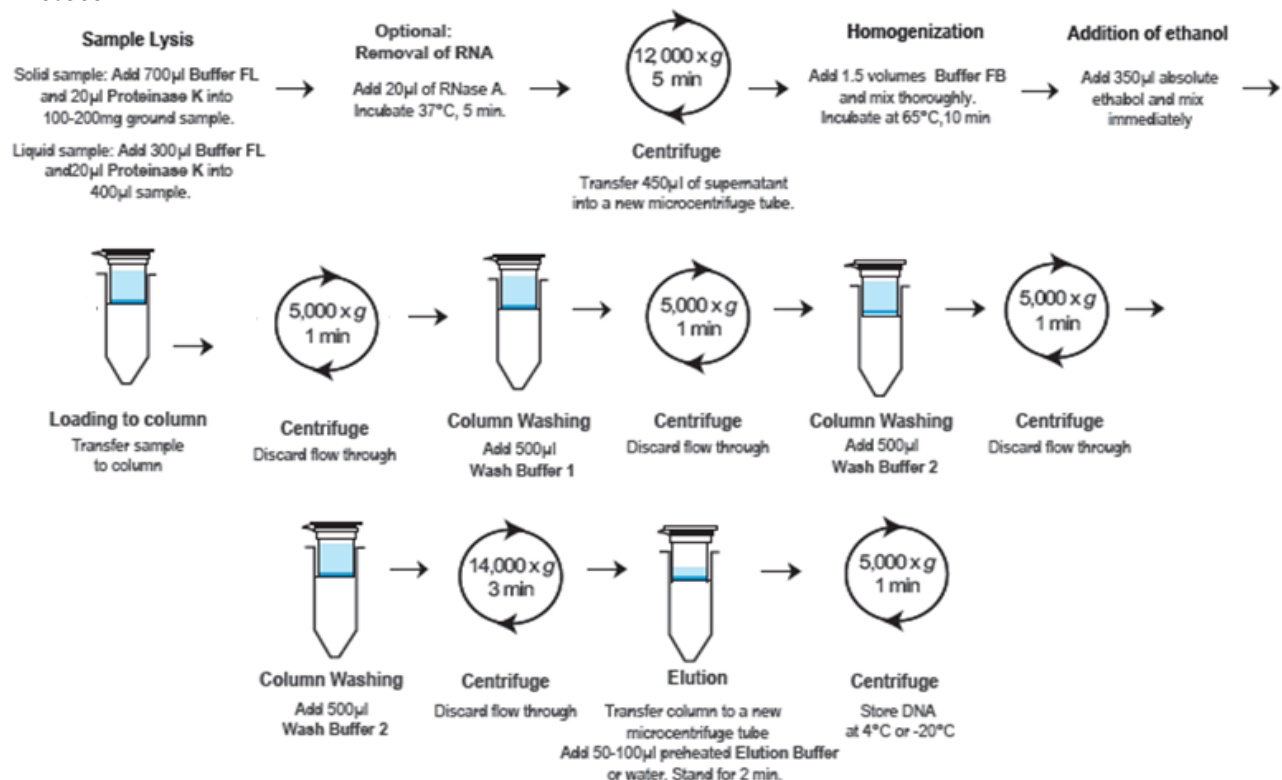 Sample Lysis
Solid sample: Add 700µl Buffer FL
and 20µl Proteinase K into
100-200mg ground sample.
Liquid sample: Add 300µl Buffer FL
and20µl Proteinase K into
400µl sample.
Optional:
Removal of RNA
Add 20µl of RNase A.
Incubate 37°C, 5 min.
12,000 x g
5 min
Centrifuge
Transfer 450µl of supernatant
into a new microcentrifuge tube.
Homogenization
Add 1.5 volumes Buffer FB
and mix thoroughly.
Incubate at 65°C,10 min
Addition of ethanol
Add 350µl absolute
ethabol and mix
immediately
Loading to column
Transfer sample
to column
5,000 x g
1 min
Centrifuge
Discard flow through
Column Washing
Add 500µl
Wash Buffer 1
5,000 x g
1 min
Centrifuge
Discard flow through
Column Washing
Add 500µl
Wash Buffer 2
5,000 x g
1 min
Centrifuge
Discard flow through
Column Washing
Add 500µl
Wash Buffer 2
14,000 x g
3 min
Centrifuge
Discard flow through
Elution
Transfer column to a new
microcentrifuge tube
Add 50-100µl preheated Elution Buffer
or water. Stand for 2 min.
5,000 x g
1 min
Centrifuge
Store DNA
at 4°C or -20°C